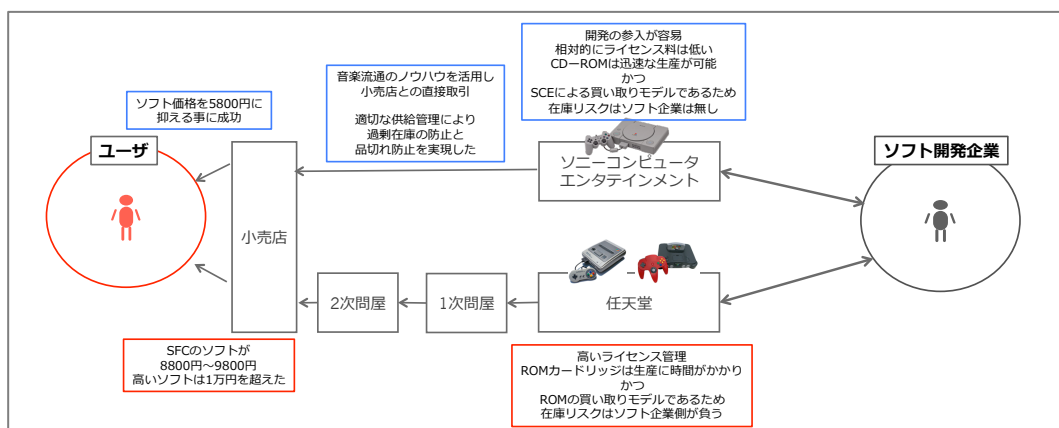 開発の参入が容易
相対的にライセンス料は低い
CDーROMは迅速な生産が可能
かつ
SCEによる買い取りモデルであるため
在庫リスクはソフト企業は無し
音楽流通のノウハウを活用し
小売店との直接取引
適切な供給管理により
過剰在庫の防止と
品切れ防止を実現した
ソフト価格を5800円に
抑える事に成功
ユーザ
ソニーコンピュータ
エンタテインメント
ソフト開発企業
小売店
2次問屋
1次問屋
任天堂
SFCのソフトが
8800円〜9800円
高いソフトは1万円を超えた
高いライセンス管理
ROMカードリッジは生産に時間がかかり
かつ
ROMの買い取りモデルであるため
在庫リスクはソフト企業側が負う